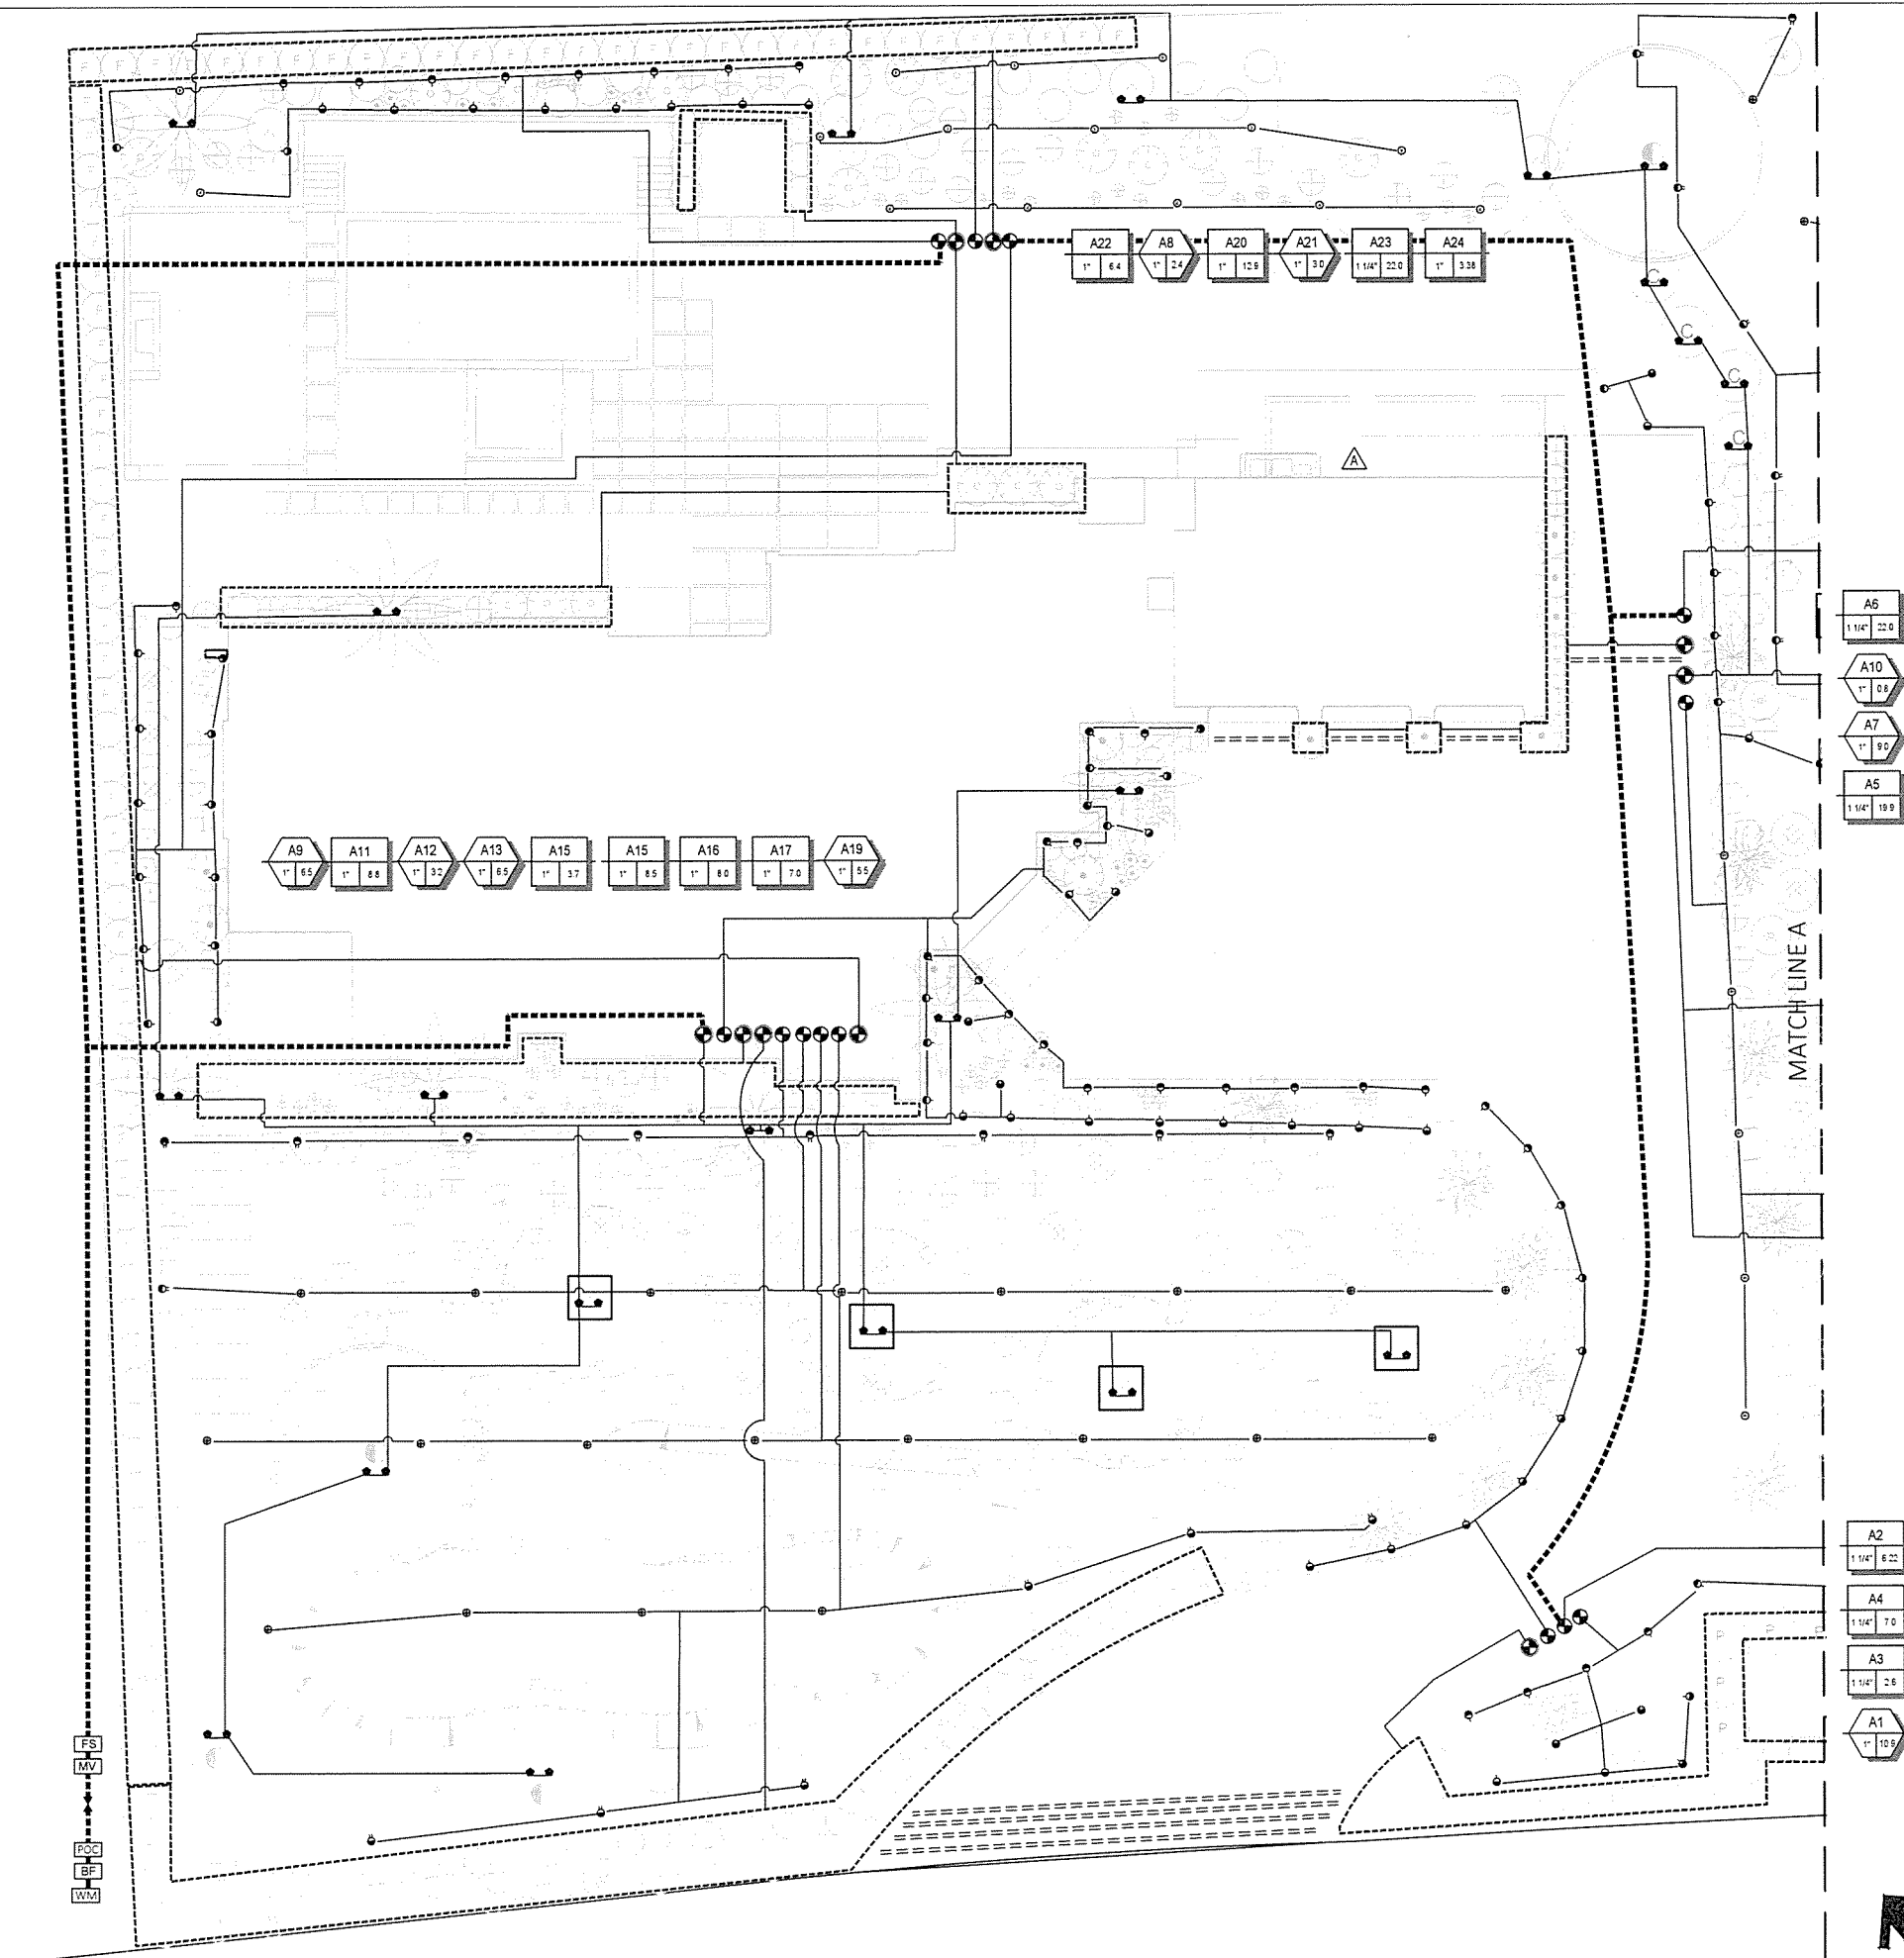 A22 A8 A20 A21 A23 A24
1" 6.4 1" 2.4 1" 12.9 1" 3.0 1 1/4" 22.0 1" 3.38
C
C
C
C
A
A6
1 1/4" 22.0
A10
1" 0.8
A7
1" 9.0
A5
1 1/4" 19.9
A9 A11 A12 A13 A15 A15 A16 A17 A19
1" 6.5 1" 8.8 1" 3.2 1" 6.5 1" 3.7 1" 8.5 1" 8.0 1" 7.0 1" 5.5
MATCH LINE A
A2
1 1/4" 6.22
A4
1 1/4" 7.0
A3
1 1/4" 2.6
A1
1" 10.9
P P P
P
P
P
FS
MV
POC
BF
WM